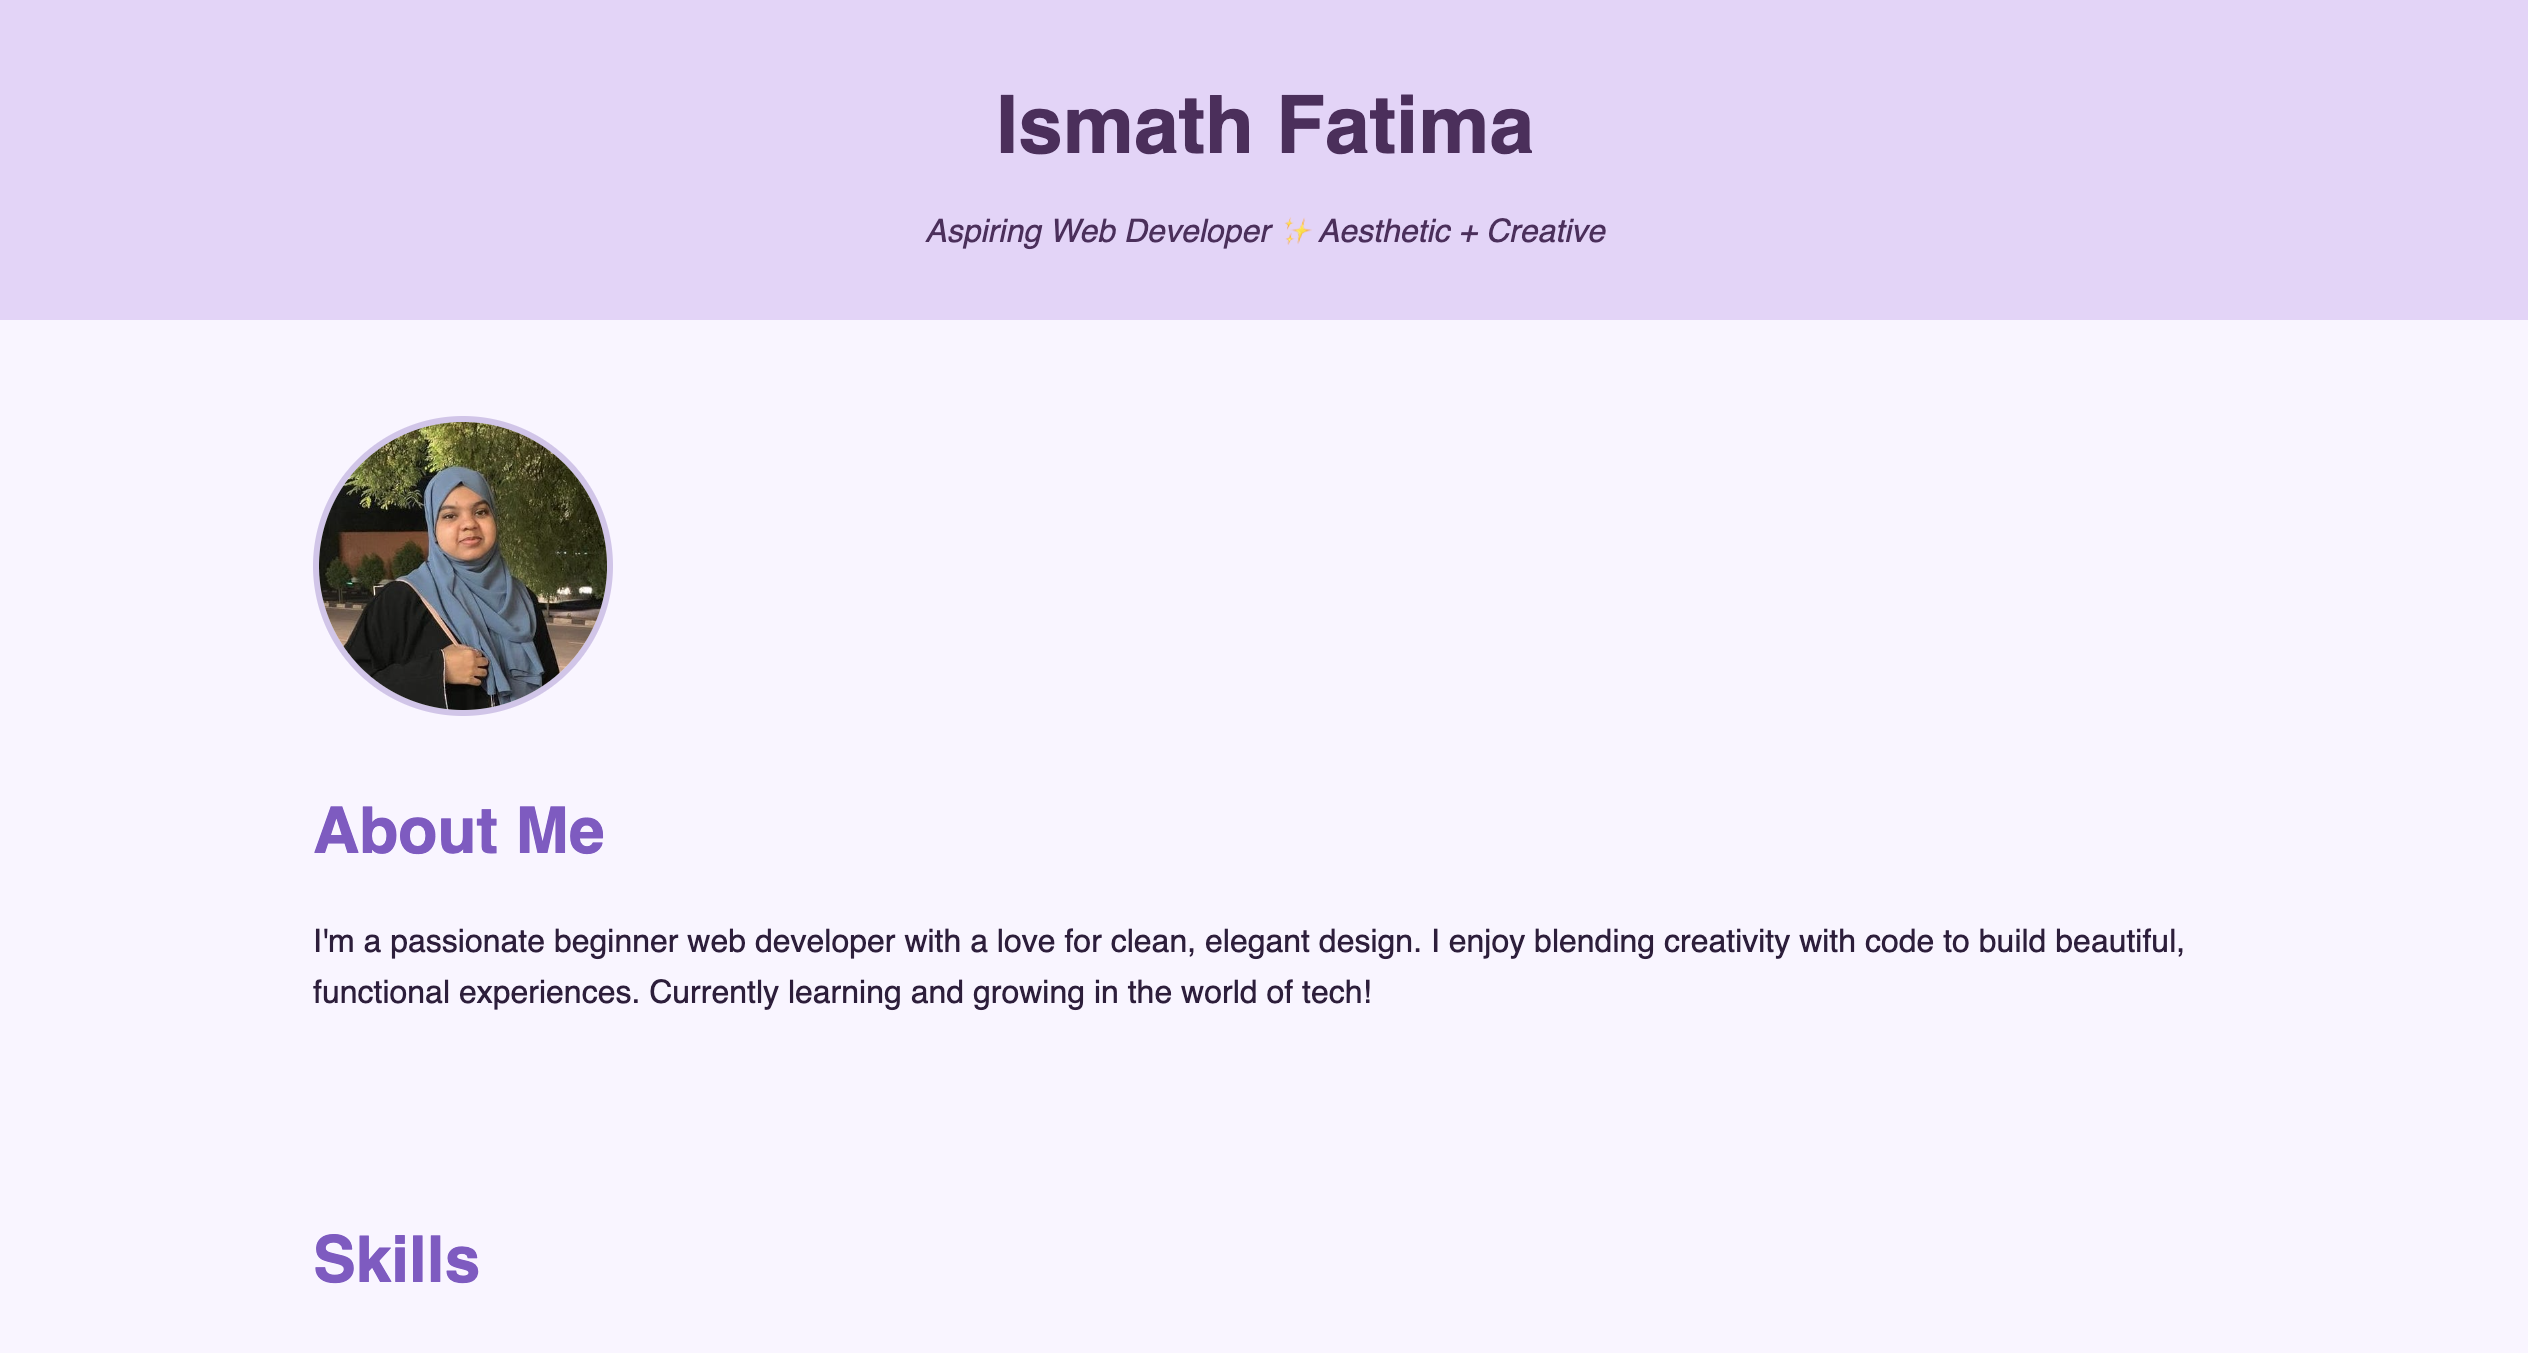 Ismath Fatima
Aspiring Web Developer ✨ Aesthetic + Creative
About Me
I'm a passionate beginner web developer with a love for clean, elegant design. I enjoy blending creativity with code to build beautiful,
functional experiences. Currently learning and growing in the world of tech!
Skills